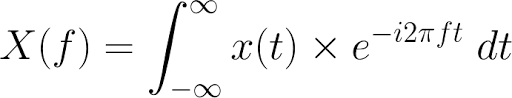 X(f) = ∫_{-∞}^{∞} x(t) × e^{-i2πft} dt